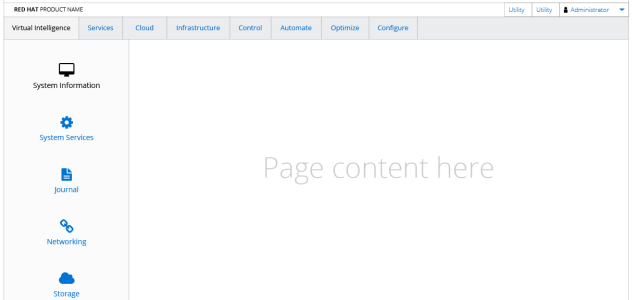 RED HAT PRODUCT NAME Utility Utility Administrator
Virtual Intelligence Services Cloud Infrastructure Control Automate Optimize Configure
System Information
System Services
Journal
Networking
Storage
Page content here